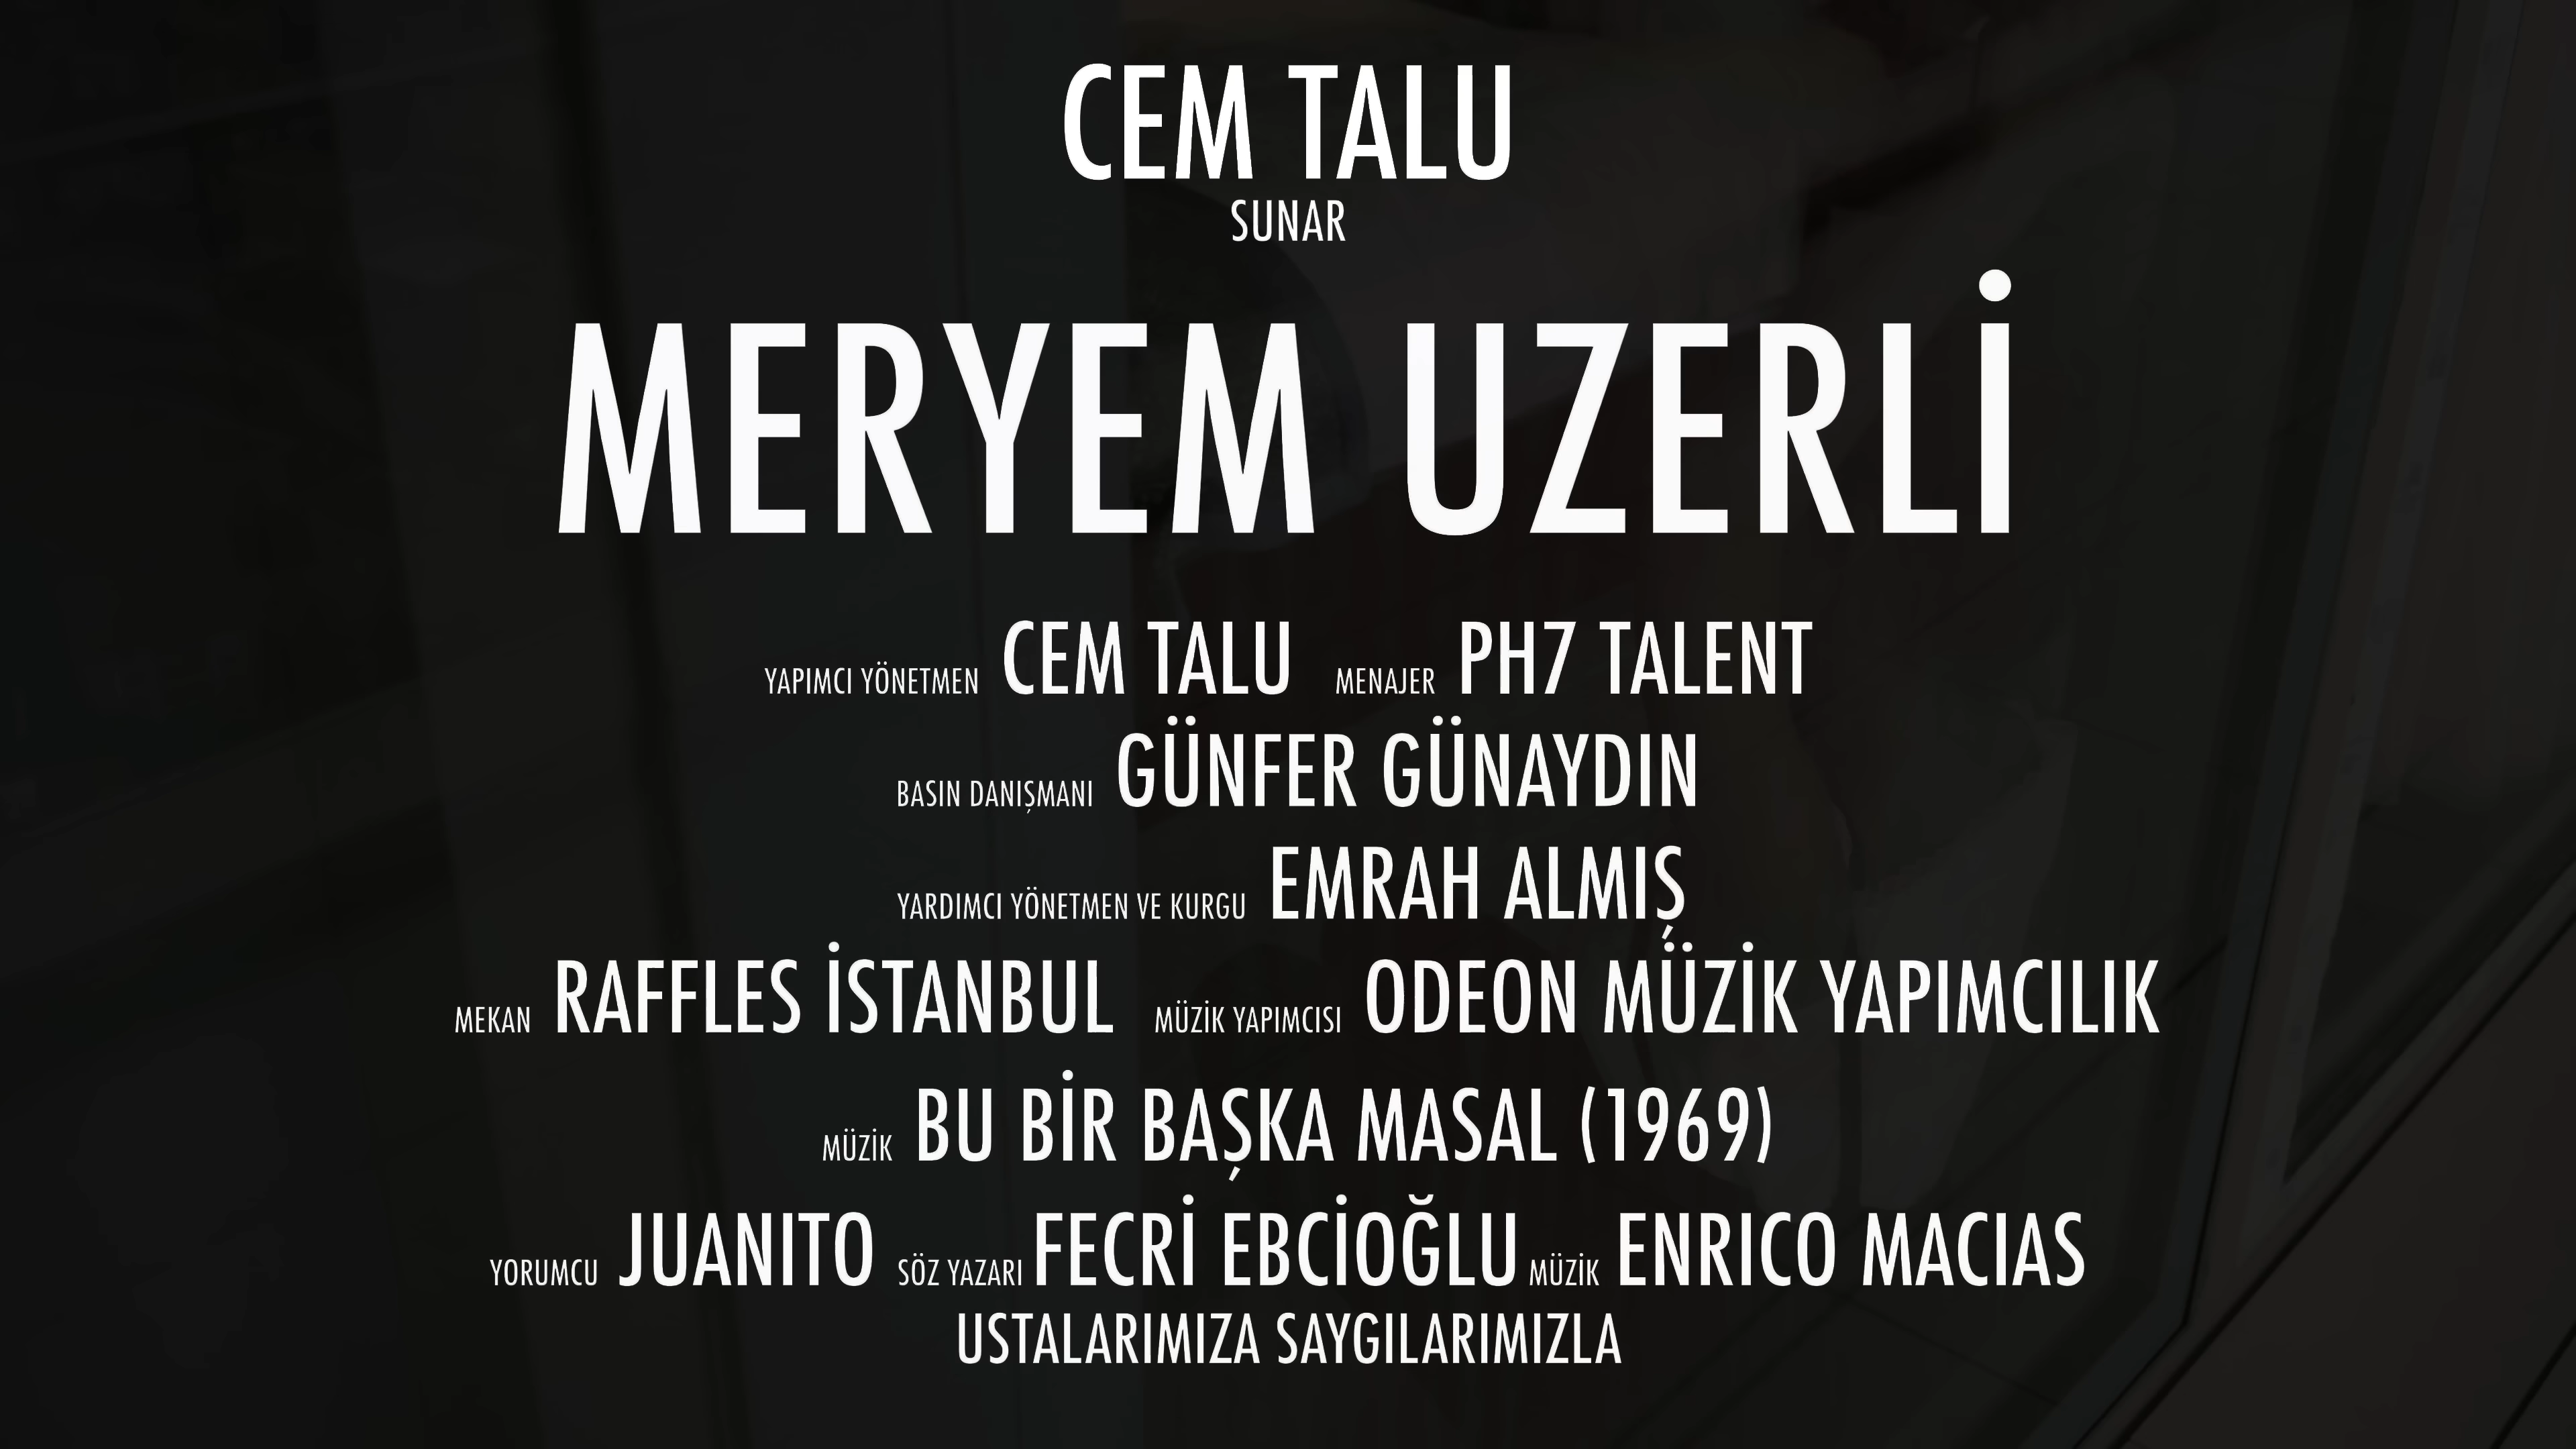 CEM TALU
SUNAR
MERYEM UZERLİ
YAPIMCI YÖNETMEN CEM TALU MENAJER PH7 TALENT
BASIN DANIŞMANI GÜNFER GÜNAYDIN
YARDIMCI YÖNETMEN VE KURGU EMRAH ALMIŞ
MEKAN RAFFLES İSTANBUL MÜZİK YAPIMCISI ODEON MÜZİK YAPIMCILIK
MÜZİK BU BİR BAŞKA MASAL (1969)
YORUMCU JUANITO SÖZ YAZARI FECRİ EBCİOĞLU MÜZİK ENRICO MACIAS
USTALARIMIZA SAYGILARIMIZLA